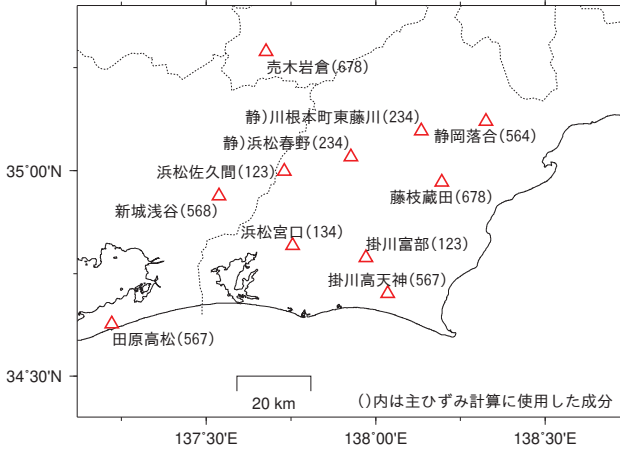 売木岩倉(678)
静)川根本町東藤川(234)
静岡落合(564)
静)浜松春野(234)
35°00'N
浜松佐久間(123)
藤枝蔵田(678)
新城浅谷(568)
浜松宮口(134)
掛川富部(123)
掛川高天神(567)
田原高松(567)
34°30'N
20 km
()内は主ひずみ計算に使用した成分
137°30'E
138°00'E
138°30'E